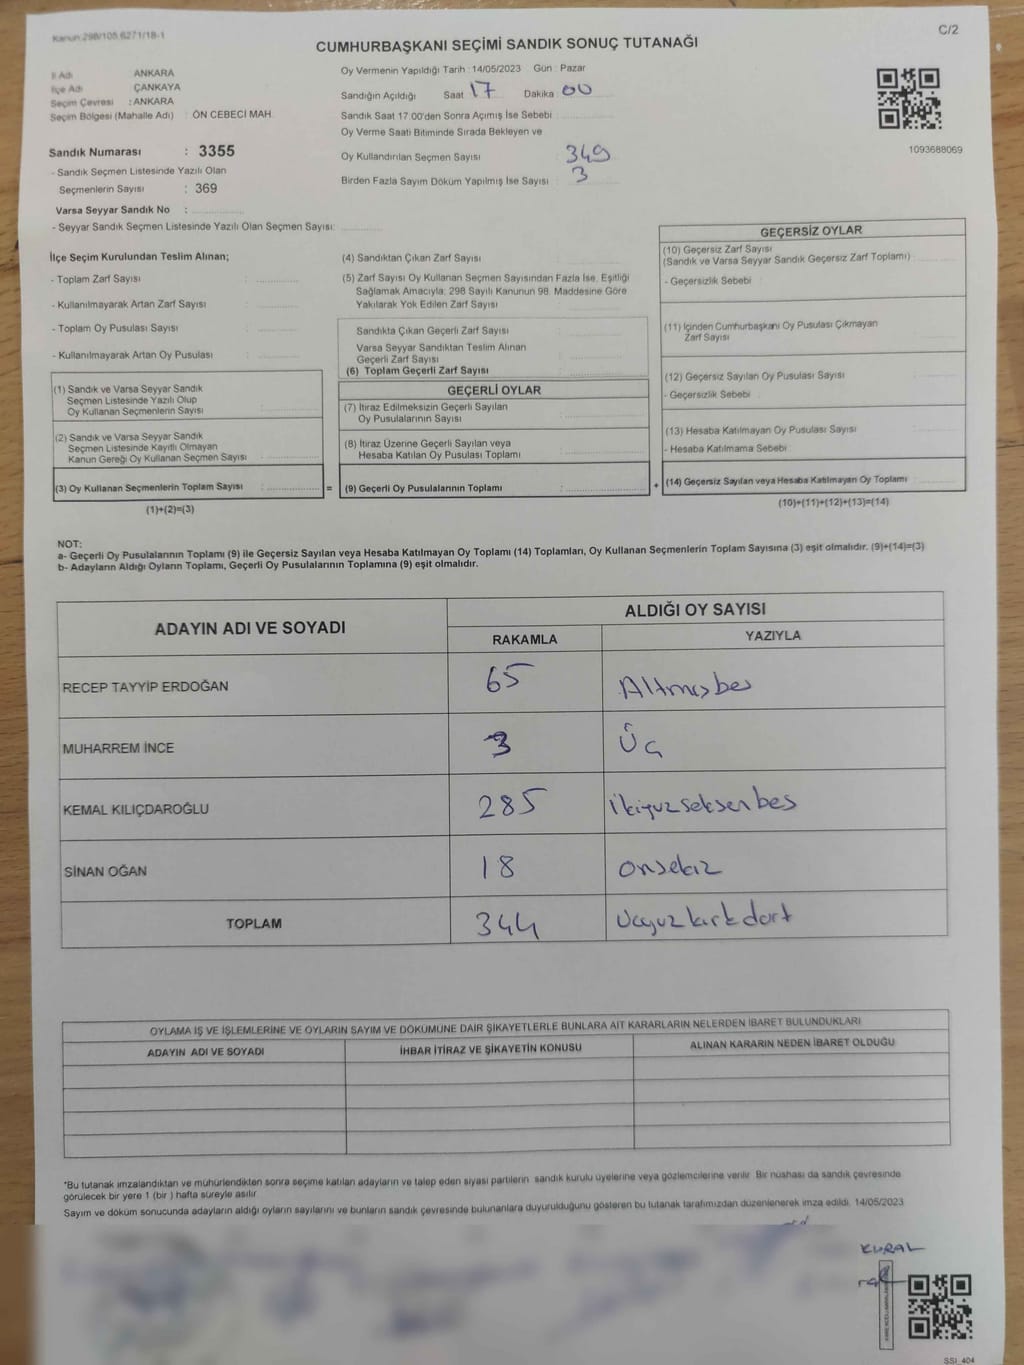 Kanun:298/105,6271/18-1
C/2
CUMHURBAŞKANI SEÇİMİ SANDIK SONUÇ TUTANAĞI
İl Adı ANKARA
İlçe Adı ÇANKAYA
Seçim Çevresi : ANKARA
Seçim Bölgesi (Mahalle Adı) : ÖN CEBECİ MAH.
Sandık Numarası : 3355
- Sandık Seçmen Listesinde Yazılı Olan
Seçmenlerin Sayısı : 369
Varsa Seyyar Sandık No :
- Seyyar Sandık Seçmen Listesinde Yazılı Olan Seçmen Sayısı:
Oy Vermenin Yapıldığı Tarih : 14/05/2023 Gün : Pazar
Sandığın Açıldığı Saat 17 Dakika 00
Sandık Saat 17.00'den Sonra Açımış İse Sebebi :
Oy Verme Saati Bitiminde Sırada Bekleyen ve
Oy Kullandırılan Seçmen Sayısı : 349
Birden Fazla Sayım Döküm Yapılmış İse Sayısı : 3
1093688069
İlçe Seçim Kurulundan Teslim Alınan;
- Toplam Zarf Sayısı :
- Kullanılmayarak Artan Zarf Sayısı :
- Toplam Oy Pusulası Sayısı :
- Kullanılmayarak Artan Oy Pusulası :
(1) Sandık ve Varsa Seyyar Sandık
Seçmen Listesinde Yazılı Olup
Oy Kullanan Seçmenlerin Sayısı :
(2) Sandık ve Varsa Seyyar Sandık
Seçmen Listesinde Kayıtlı Olmayan
Kanun Gereği Oy Kullanan Seçmen Sayısı :
(3) Oy Kullanan Seçmenlerin Toplam Sayısı :
(1)+(2)=(3)
(4) Sandıktan Çıkan Zarf Sayısı :
(5) Zarf Sayısı Oy Kullanan Seçmen Sayısından Fazla İse, Eşitliği
Sağlamak Amacıyla; 298 Sayılı Kanunun 98. Maddesine Göre
Yakılarak Yok Edilen Zarf Sayısı :
Sandıkta Çıkan Geçerli Zarf Sayısı :
Varsa Seyyar Sandıktan Teslim Alınan
Geçerli Zarf Sayısı :
(6) Toplam Geçerli Zarf Sayısı :
GEÇERLİ OYLAR
(7) İtiraz Edilmeksizin Geçerli Sayılan
Oy Pusulalarının Sayısı :
(8) İtiraz Üzerine Geçerli Sayılan veya
Hesaba Katılan Oy Pusulası Toplamı :
= (9) Geçerli Oy Pusulalarının Toplamı :
GEÇERSİZ OYLAR
(10) Geçersiz Zarf Sayısı
(Sandık ve Varsa Seyyar Sandık Geçersiz Zarf Toplamı) :
- Geçersizlik Sebebi :
(11) İçinden Cumhurbaşkanı Oy Pusulası Çıkmayan
Zarf Sayısı :
(12) Geçersiz Sayılan Oy Pusulası Sayısı :
- Geçersizlik Sebebi :
(13) Hesaba Katılmayan Oy Pusulası Sayısı :
- Hesaba Katılmama Sebebi :
+ (14) Geçersiz Sayılan veya Hesaba Katılmayan Oy Toplamı :
(10)+(11)+(12)+(13)=(14)
NOT:
a- Geçerli Oy Pusulalarının Toplamı (9) ile Geçersiz Sayılan veya Hesaba Katılmayan Oy Toplamı (14) Toplamları, Oy Kullanan Seçmenlerin Toplam Sayısına (3) eşit olmalıdır. (9)+(14)=(3)
b- Adayların Aldığı Oyların Toplamı, Geçerli Oy Pusulalarının Toplamına (9) eşit olmalıdır.
ADAYIN ADI VE SOYADI ALDIĞI OY SAYISI
RAKAMLA YAZIYLA
RECEP TAYYİP ERDOĞAN 65 Altmışbeş
MUHARREM İNCE 3 Üç
KEMAL KILIÇDAROĞLU 285 İkiyüzseksenbeş
SİNAN OĞAN 18 onsekiz
TOPLAM 344 Üçyüzkırkdört
OYLAMA İŞ VE İŞLEMLERİNE VE OYLARIN SAYIM VE DÖKÜMÜNE DAİR ŞİKAYETLERLE BUNLARA AİT KARARLARIN NELERDEN İBARET BULUNDUKLARI
ADAYIN ADI VE SOYADI İHBAR İTİRAZ VE ŞİKAYETİN KONUSU ALINAN KARARIN NEDEN İBARET OLDUĞU
*Bu tutanak imzalandıktan ve mühürlendikten sonra seçime katılan adayların ve talep eden siyasi partilerin sandık kurulu üyelerine veya gözlemcilerine verilir. Bir nüshası da sandık çevresinde
görülecek bir yere 1 (bir) hafta süreyle asılır.
Sayım ve döküm sonucunda adayların aldığı oyların sayılarını ve bunların sandık çevresinde bulunanlara duyurulduğunu gösteren bu tutanak tarafımızdan düzenlenerek imza edildi. 14/05/2023
KURAL
SSI_404